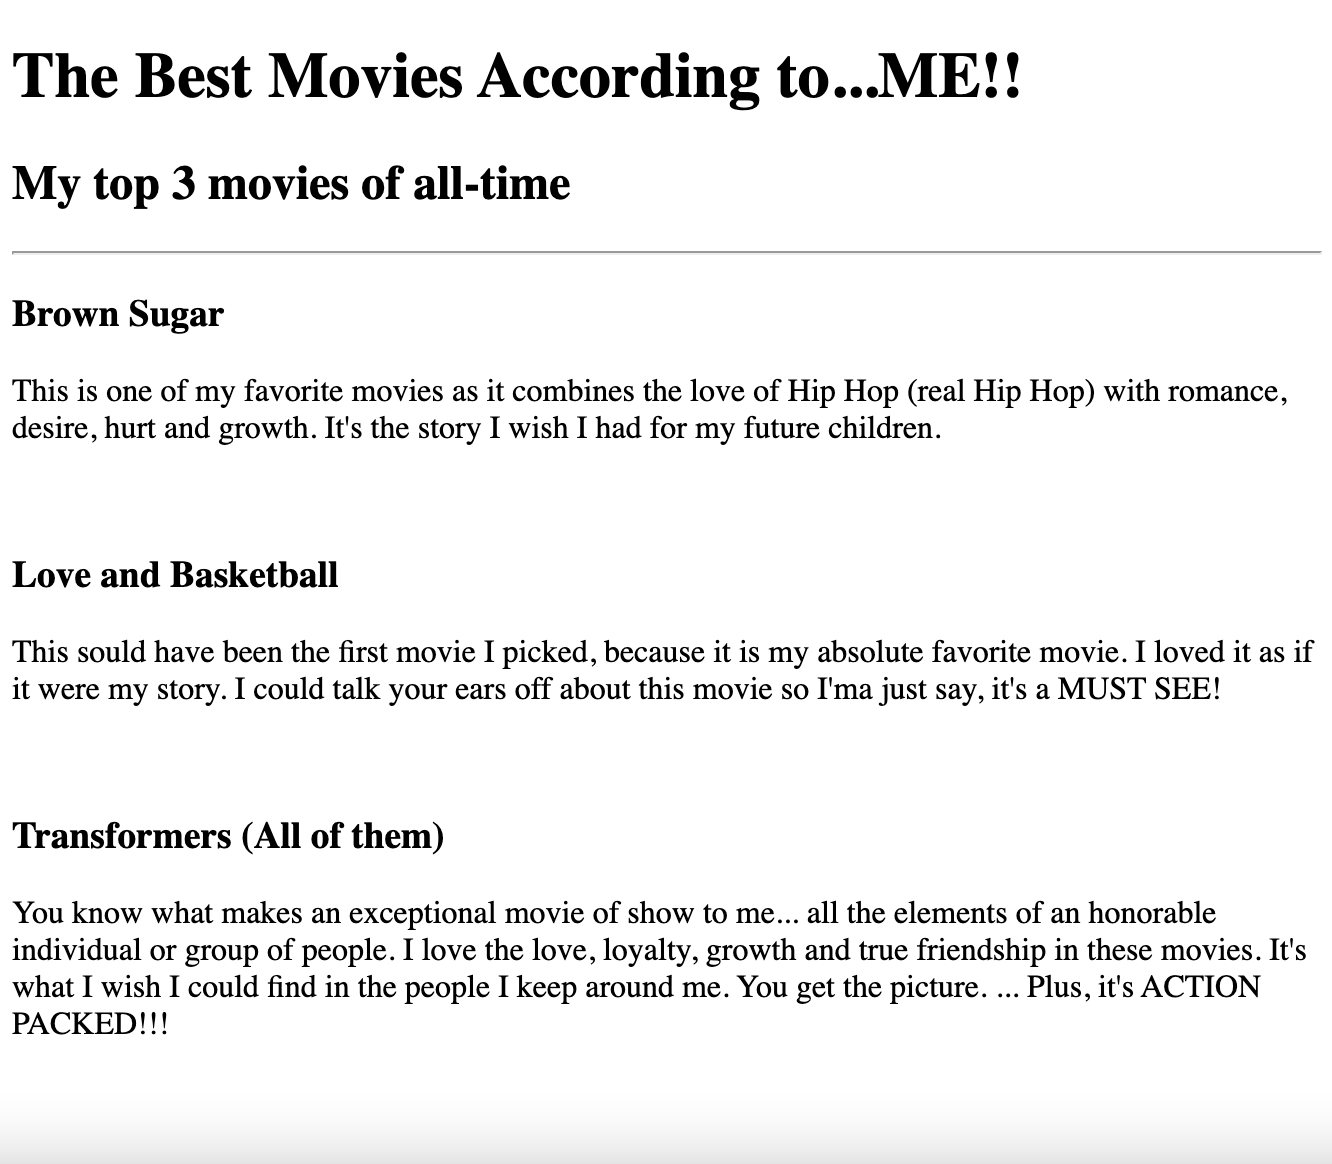 The Best Movies According to...ME!!
My top 3 movies of all-time
Brown Sugar
This is one of my favorite movies as it combines the love of Hip Hop (real Hip Hop) with romance,
desire, hurt and growth. It's the story I wish I had for my future children.
Love and Basketball
This sould have been the first movie I picked, because it is my absolute favorite movie. I loved it as if
it were my story. I could talk your ears off about this movie so I'ma just say, it's a MUST SEE!
Transformers (All of them)
You know what makes an exceptional movie of show to me... all the elements of an honorable
individual or group of people. I love the love, loyalty, growth and true friendship in these movies. It's
what I wish I could find in the people I keep around me. You get the picture. ... Plus, it's ACTION
PACKED!!!